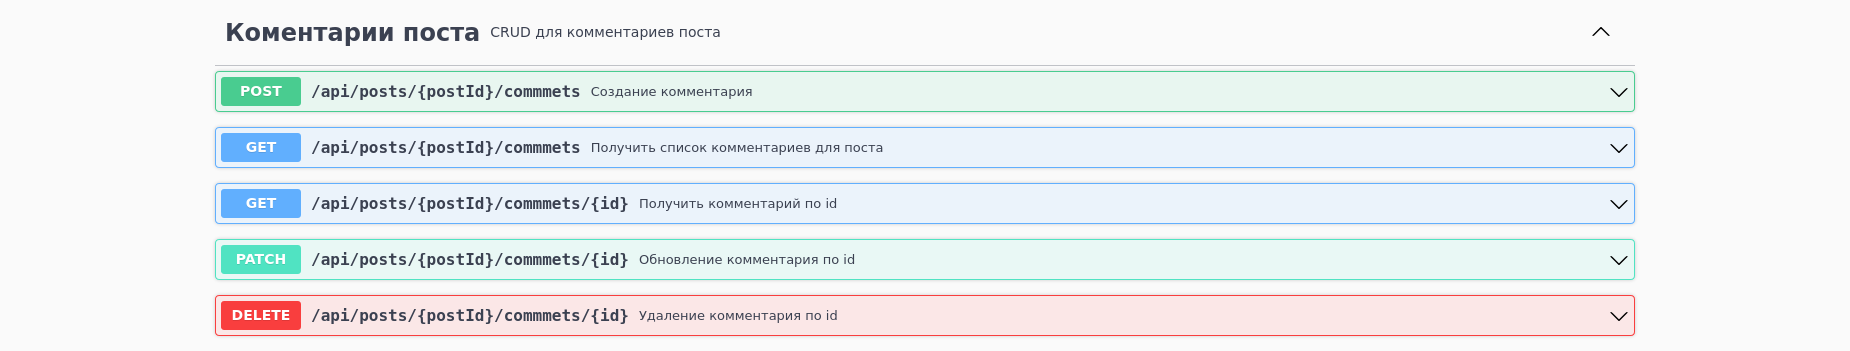 Коментарии поста CRUD для комментариев поста
POST /api/posts/{postId}/commmets Создание комментария
GET /api/posts/{postId}/commmets Получить список комментариев для поста
GET /api/posts/{postId}/commmets/{id} Получить комментарий по id
PATCH /api/posts/{postId}/commmets/{id} Обновление комментария по id
DELETE /api/posts/{postId}/commmets/{id} Удаление комментария по id